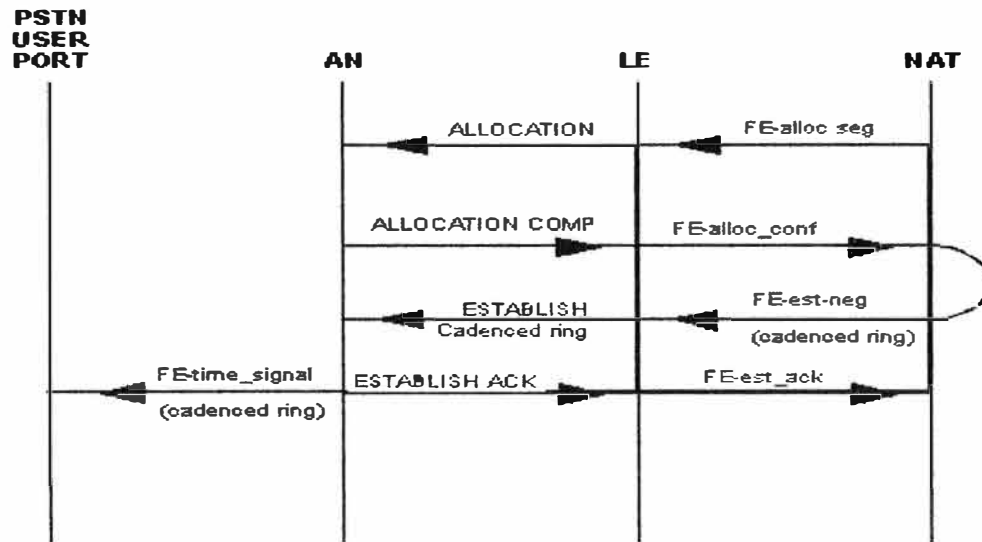 PSTN
USER
PORT
AN
LE
NAT
ALLOCATION
FE-alloc seg
ALLOCATION COMP
FE-alloc_conf
ESTABLISH
Cadenced ring
FE-est-neg
(cadenced ring)
FE-time_signal
(cadenced ring)
ESTABLISH ACK
FE-est_ack